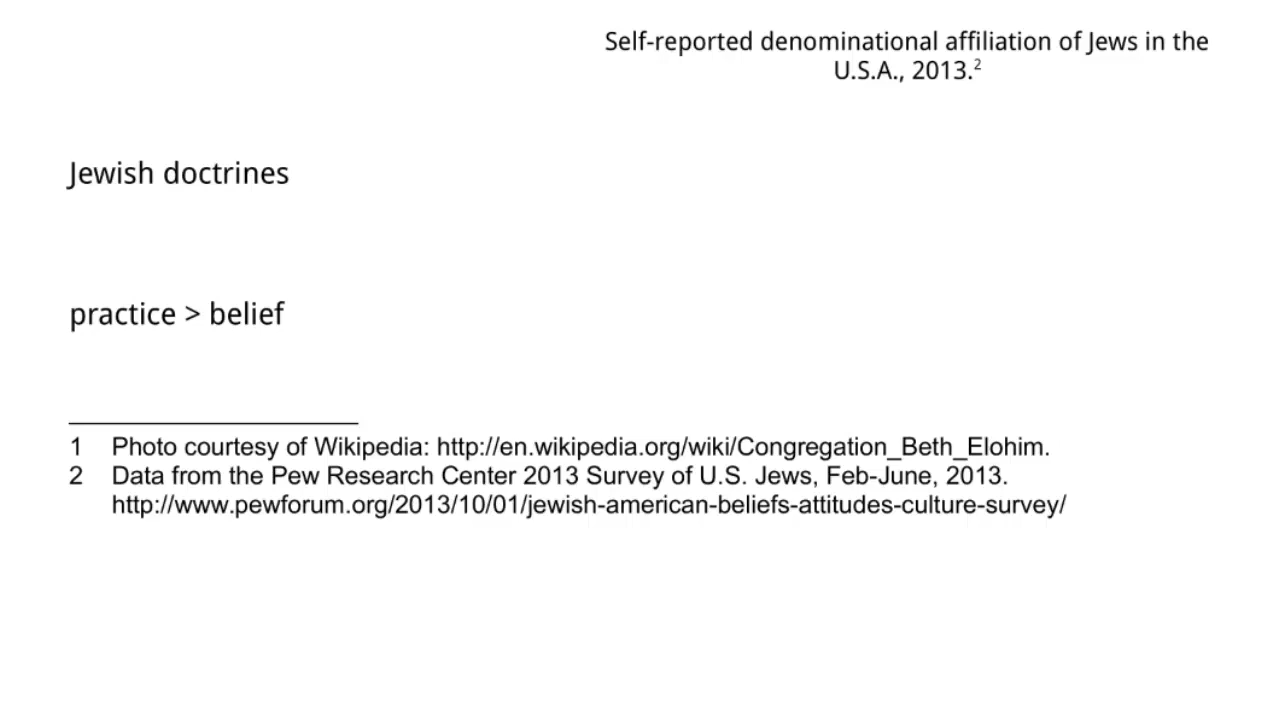 Self-reported denominational affiliation of Jews in the
U.S.A., 2013.2
Jewish doctrines
practice > belief
1 Photo courtesy of Wikipedia: http://en.wikipedia.org/wiki/Congregation_Beth_Elohim.
2 Data from the Pew Research Center 2013 Survey of U.S. Jews, Feb-June, 2013.
http://www.pewforum.org/2013/10/01/jewish-american-beliefs-attitudes-culture-survey/